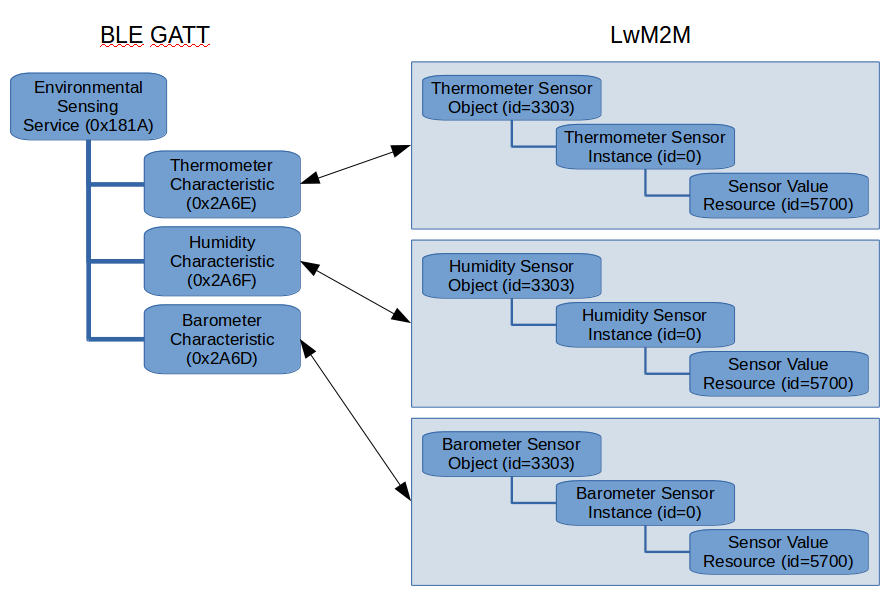 BLE GATT
LwM2M
Environmental
Sensing
Service (0x181A)
Thermometer
Characteristic
(0x2A6E)
Humidity
Characteristic
(0x2A6F)
Barometer
Characteristic
(0x2A6D)
Thermometer Sensor
Object (id=3303)
Thermometer Sensor
Instance (id=0)
Sensor Value
Resource (id=5700)
Humidity Sensor
Object (id=3303)
Humidity Sensor
Instance (id=0)
Sensor Value
Resource (id=5700)
Barometer Sensor
Object (id=3303)
Barometer Sensor
Instance (id=0)
Sensor Value
Resource (id=5700)